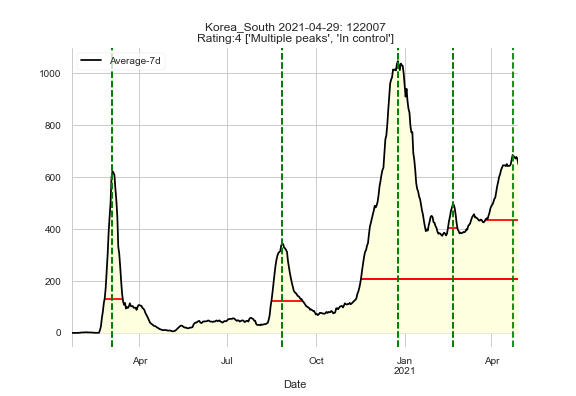 Korea_South 2021-04-29: 122007
Rating:4 ['Multiple peaks', 'In control']
Average-7d
1000
800
600
400
200
0
Apr
Jul
Oct
Jan
2021
Apr
Date